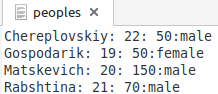 peoples ×
Chereplovskiy: 22: 50:male
Gospodarik: 19: 50:female
Matskevich: 20: 150:male
Rabshtina: 21: 70:male